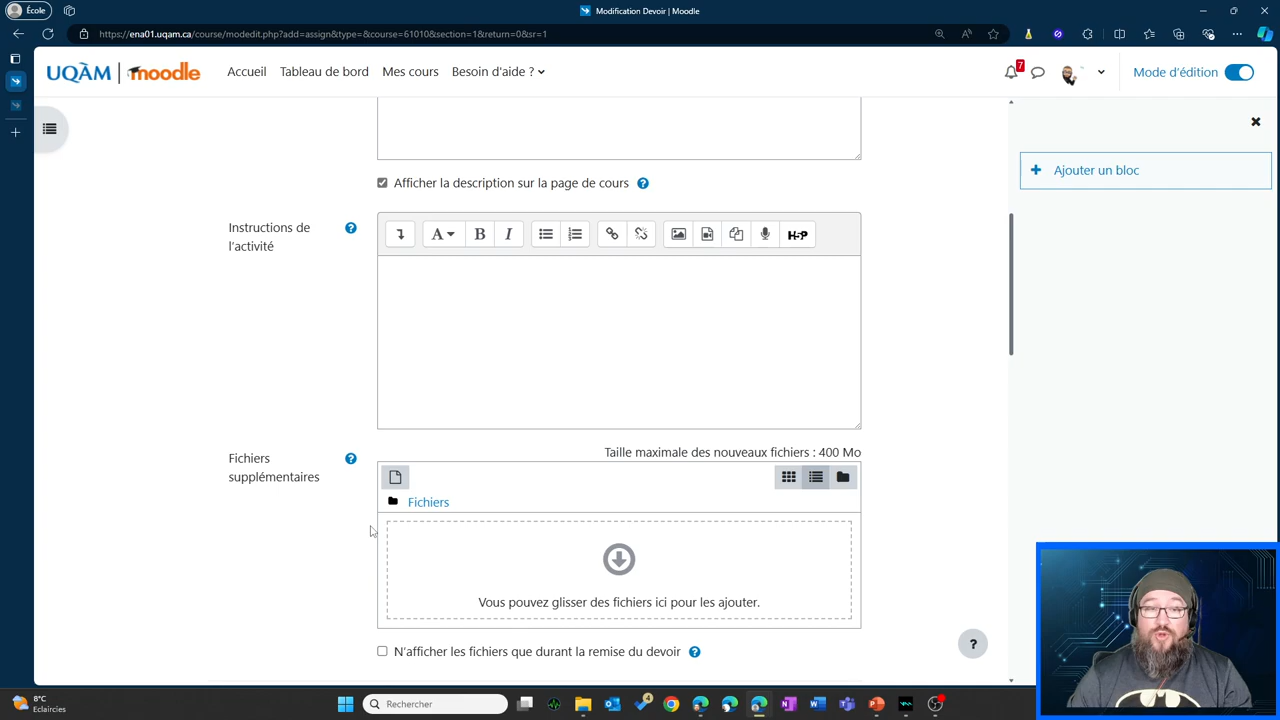 École
Modification Devoir | Moodle
https://ena01.uqam.ca/course/modedit.php?add=assign&type=&course=61010&section=1&return=0&sr=1
UQÀM | moodle
Accueil
Tableau de bord
Mes cours
Besoin d'aide ?
7
Mode d'édition
Ajouter un bloc
Afficher la description sur la page de cours
Instructions de
l'activité
A
B
I
H5P
Fichiers
supplémentaires
Taille maximale des nouveaux fichiers : 400 Mo
Fichiers
Vous pouvez glisser des fichiers ici pour les ajouter.
N'afficher les fichiers que durant la remise du devoir
?
8°C
Eclaircies
Rechercher
4